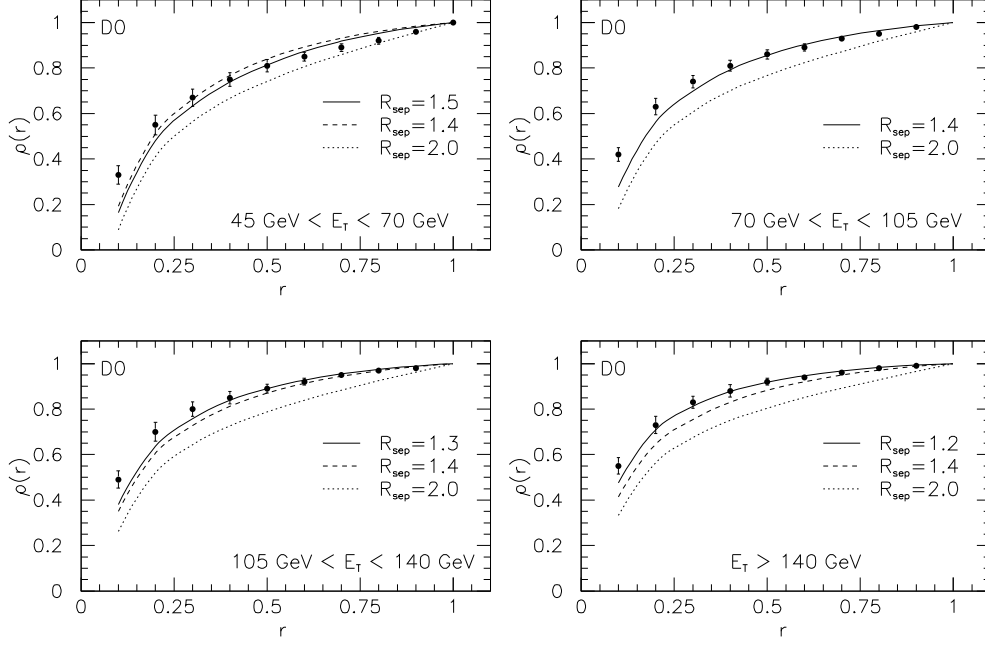 D0
ρ(r)
1
0.8
0.6
0.4
0.2
0
R_sep=1.5
R_sep=1.4
R_sep=2.0
45 GeV < E_T < 70 GeV
0 0.25 0.5 0.75 1
r
D0
ρ(r)
1
0.8
0.6
0.4
0.2
0
R_sep=1.4
R_sep=2.0
70 GeV < E_T < 105 GeV
0 0.25 0.5 0.75 1
r
D0
ρ(r)
1
0.8
0.6
0.4
0.2
0
R_sep=1.3
R_sep=1.4
R_sep=2.0
105 GeV < E_T < 140 GeV
0 0.25 0.5 0.75 1
r
D0
ρ(r)
1
0.8
0.6
0.4
0.2
0
R_sep=1.2
R_sep=1.4
R_sep=2.0
E_T > 140 GeV
0 0.25 0.5 0.75 1
r